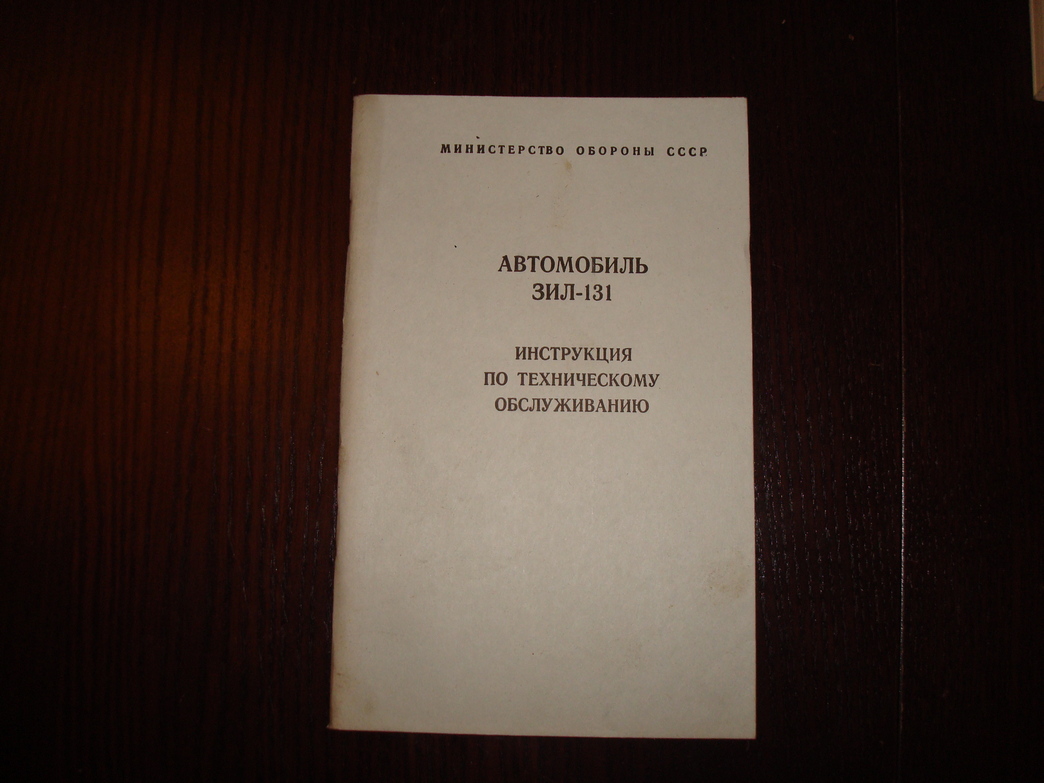 МИНИСТЕРСТВО ОБОРОНЫ СССР
АВТОМОБИЛЬ
ЗИЛ-131
ИНСТРУКЦИЯ
ПО ТЕХНИЧЕСКОМУ
ОБСЛУЖИВАНИЮ